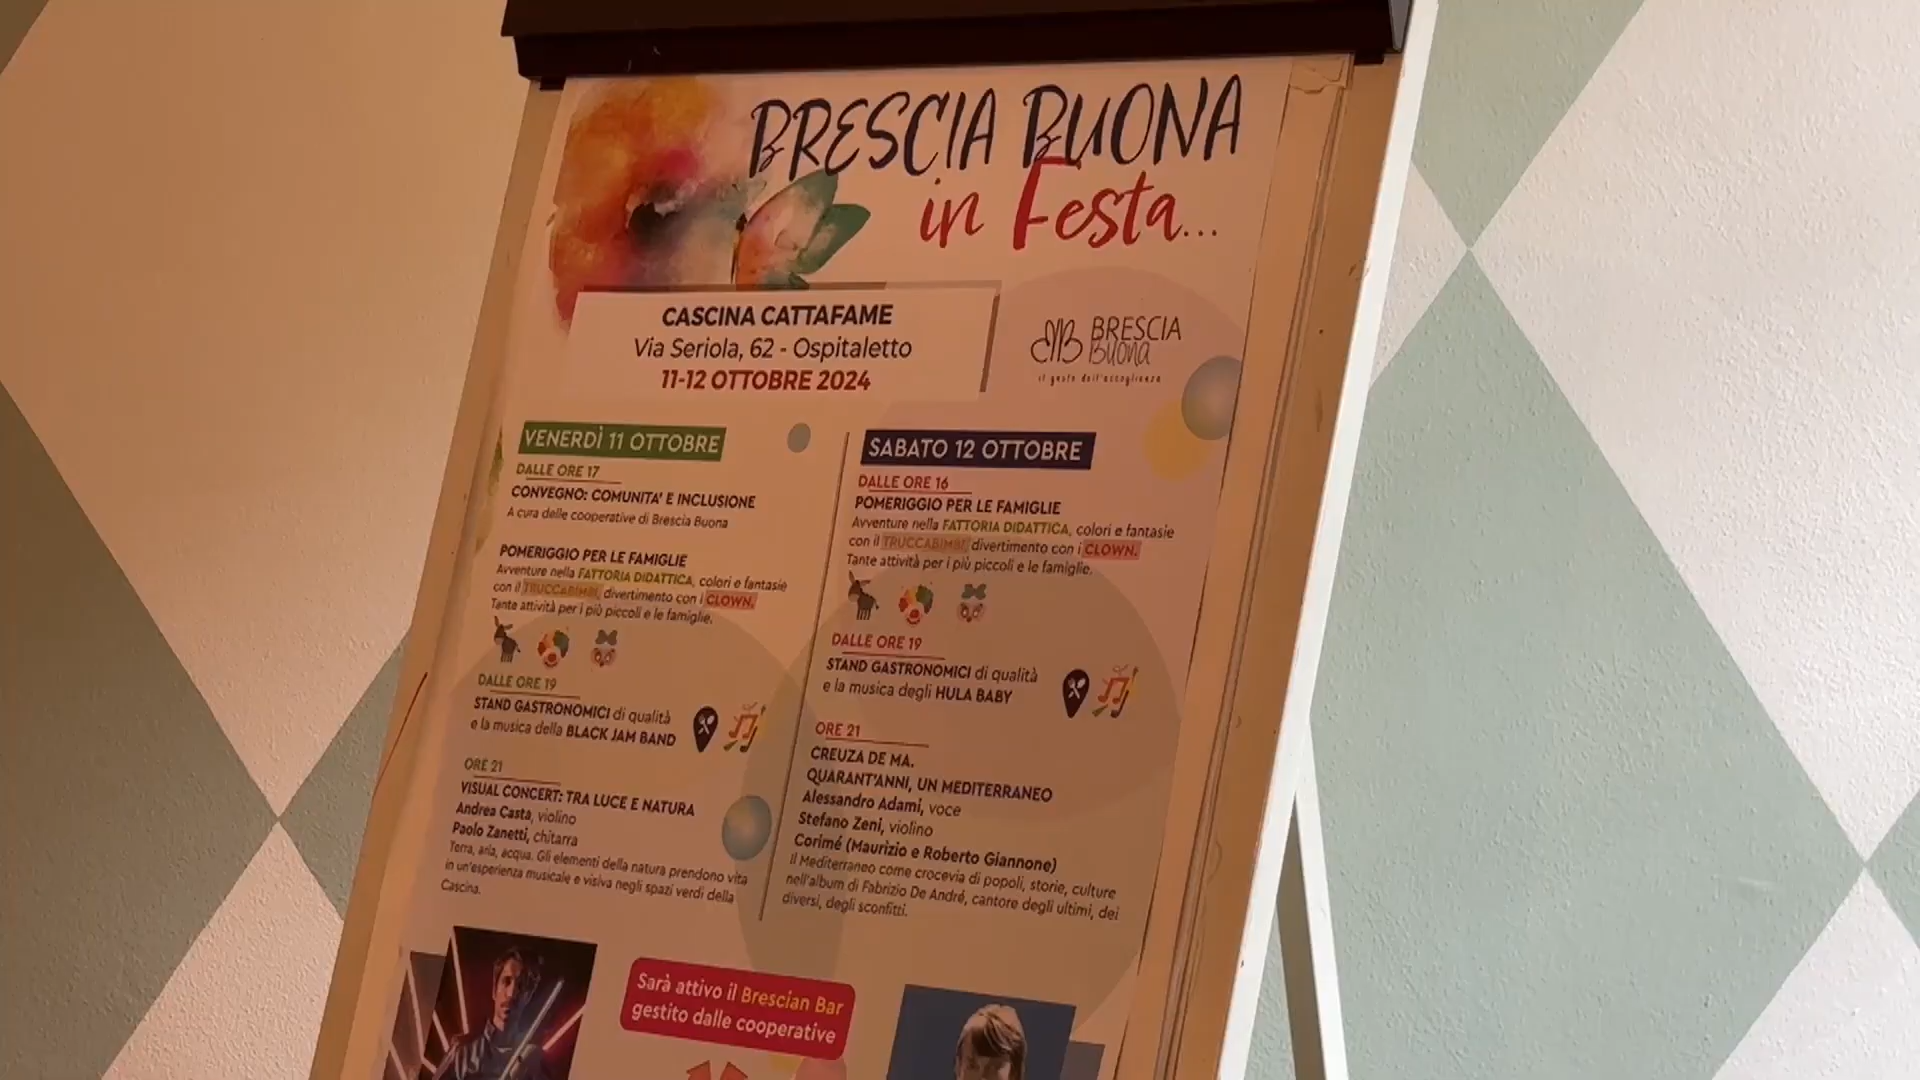 BRESCIA BUONA
in Festa...
CASCINA CATTAFAME
Via Seriola, 62 - Ospitaletto
11-12 OTTOBRE 2024
BRESCIA
Buona
il gesto dell'accoglienza
VENERDÌ 11 OTTOBRE
DALLE ORE 17
CONVEGNO: COMUNITA' E INCLUSIONE
A cura delle cooperative di Brescia Buona
POMERIGGIO PER LE FAMIGLIE
Avventure nella FATTORIA DIDATTICA, colori e fantasie
con il TRUCCABIMBI, divertimento con i CLOWN.
Tante attività per i più piccoli e le famiglie.
DALLE ORE 19
STAND GASTRONOMICI di qualità
e la musica della BLACK JAM BAND
ORE 21
VISUAL CONCERT: TRA LUCE E NATURA
Andrea Casta, violino
Paolo Zanetti, chitarra
Terra, aria, acqua. Gli elementi della natura prendono vita
in un'esperienza musicale e visiva negli spazi verdi della
Cascina.
SABATO 12 OTTOBRE
DALLE ORE 16
POMERIGGIO PER LE FAMIGLIE
Avventure nella FATTORIA DIDATTICA, colori e fantasie
con il TRUCCABIMBI, divertimento con i CLOWN.
Tante attività per i più piccoli e le famiglie.
DALLE ORE 19
STAND GASTRONOMICI di qualità
e la musica degli HULA BABY
ORE 21
CREUZA DE MA.
QUARANT'ANNI, UN MEDITERRANEO
Alessandro Adami, voce
Stefano Zeni, violino
Corimé (Maurizio e Roberto Giannone)
Il Mediterraneo come crocevia di popoli, storie, culture
nell'album di Fabrizio De André, cantore degli ultimi, dei
diversi, degli sconfitti.
Sarà attivo il Brescian Bar
gestito dalle cooperative